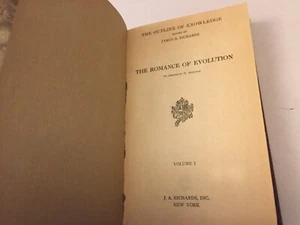 THE OUTLINE OF KNOWLEDGE
EDITED BY
JAMES A. RICHARDS
THE ROMANCE OF EVOLUTION
VOLUME I
J. A. RICHARDS, INC.
NEW YORK